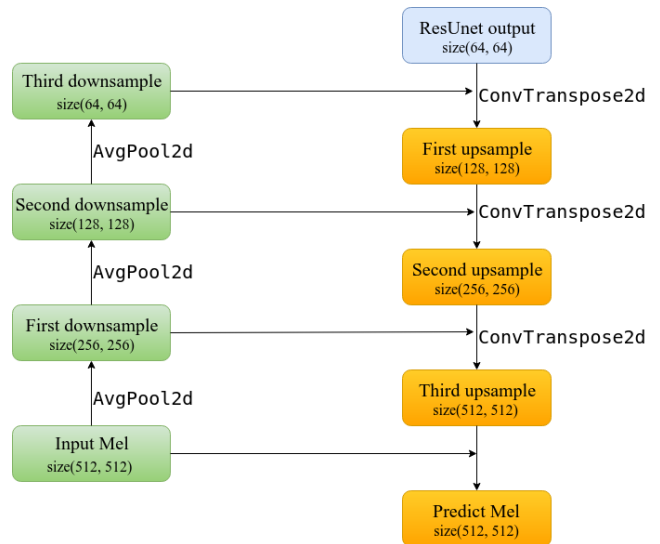 ResUnet output
size(64, 64)
Third downsample
size(64, 64)
ConvTranspose2d
AvgPool2d
First upsample
size(128, 128)
Second downsample
size(128, 128)
ConvTranspose2d
AvgPool2d
Second upsample
size(256, 256)
First downsample
size(256, 256)
ConvTranspose2d
AvgPool2d
Third upsample
size(512, 512)
Input Mel
size(512, 512)
Predict Mel
size(512, 512)